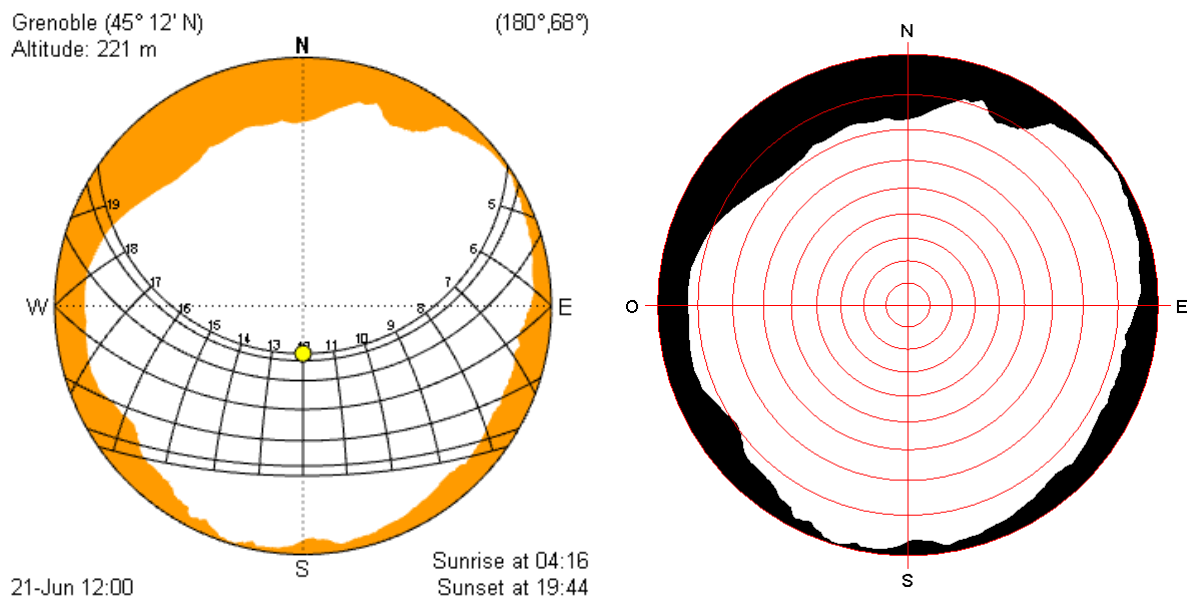 Grenoble (45° 12' N)
(180°,68°)
Altitude: 221 m
N
N
19
5
18
6
17
7
W
E
O
E
16
8
15
9
14
10
13
12
11
S
S
Sunrise at 04:16
21-Jun 12:00
Sunset at 19:44